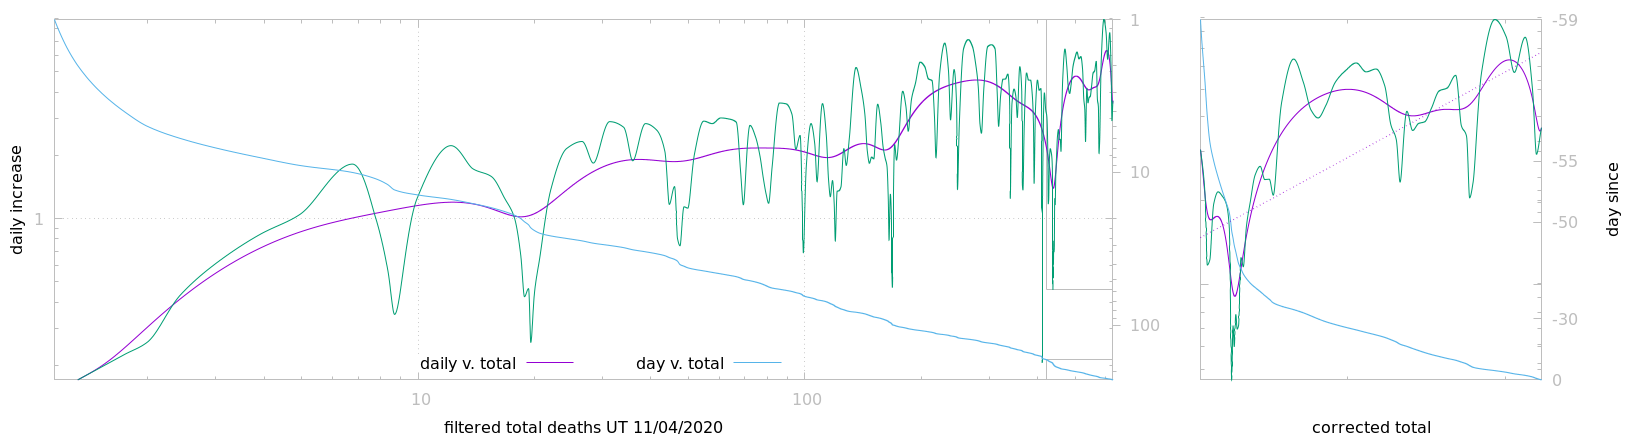 daily increase
1
1
10
100
daily v. total
day v. total
10
100
filtered total deaths UT 11/04/2020
-59
-55
-50
-30
0
day since
corrected total